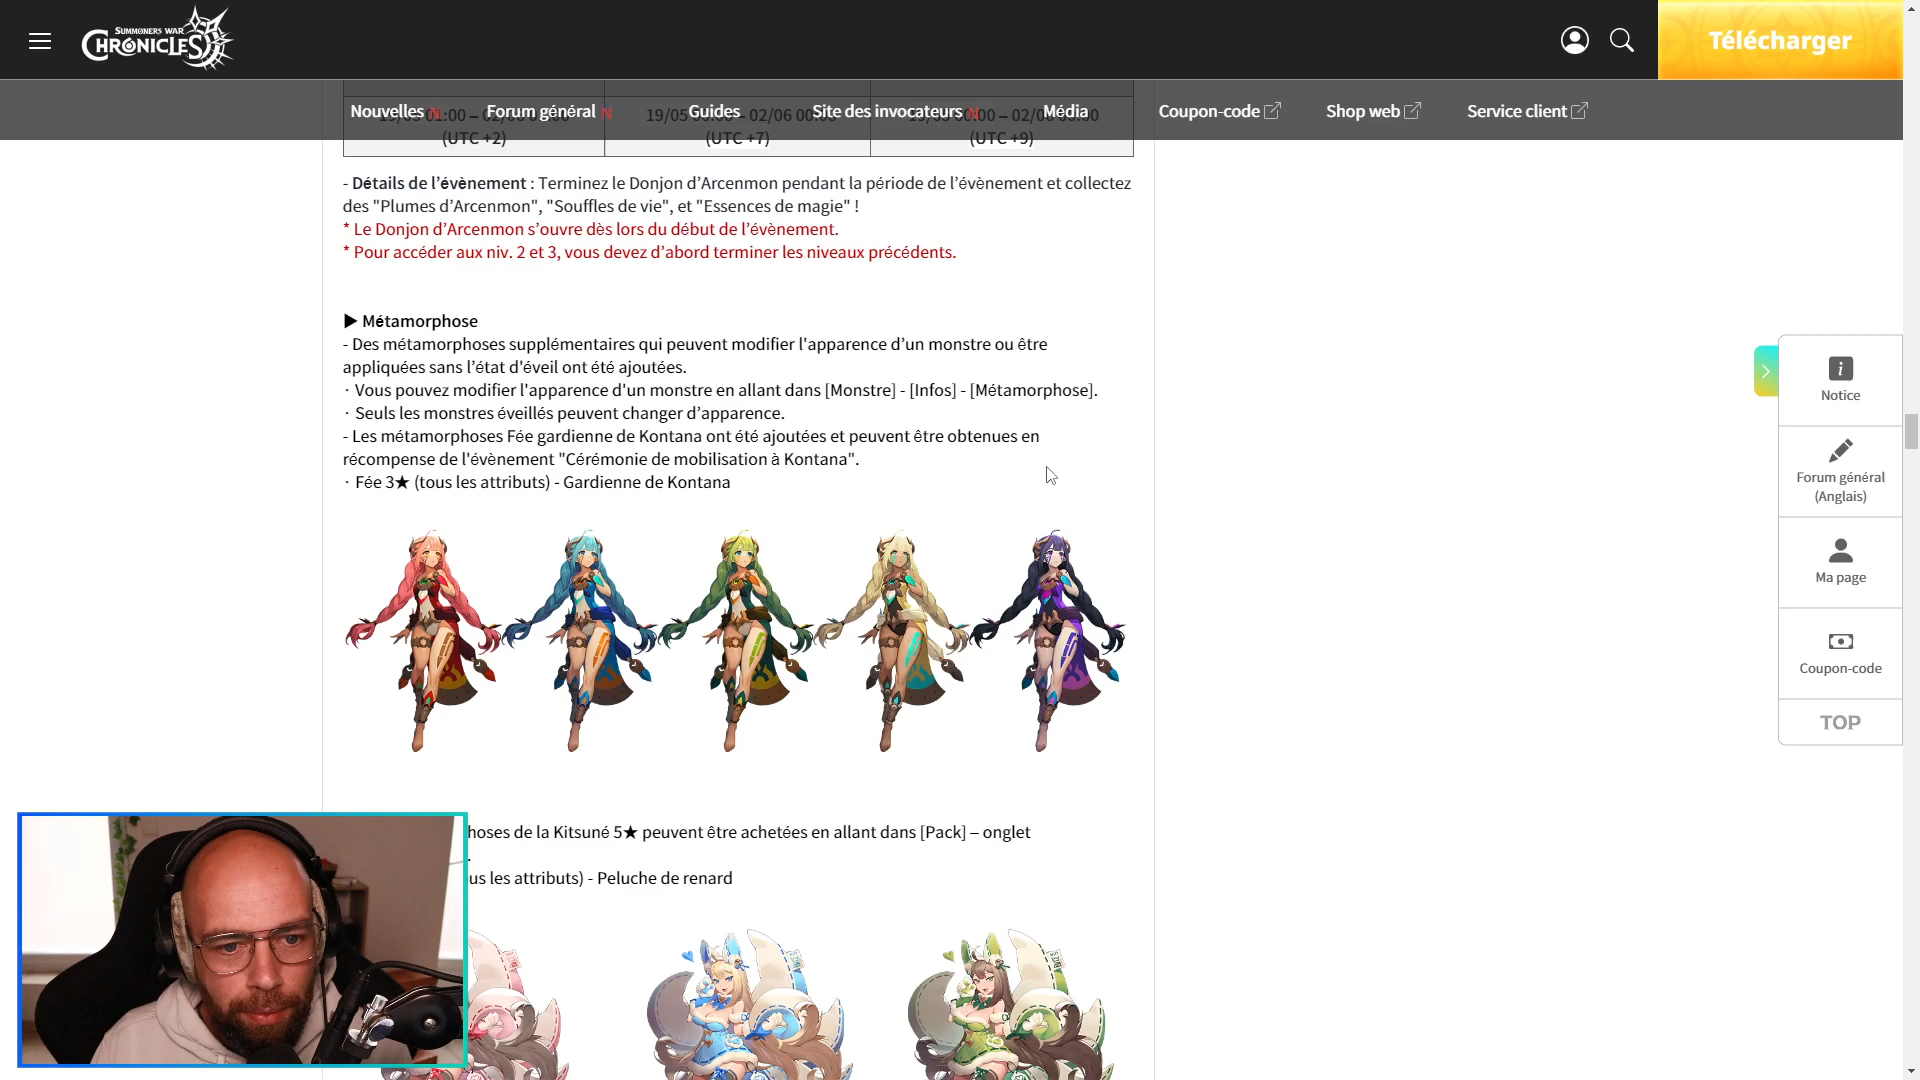 SUMMONERS WAR
CHRONICLES
Télécharger
Nouvelles N
Forum général N
Guides
Site des invocateurs N
Média
Coupon-code
Shop web
Service client
(UTC +2)
19/05 00:00 – 02/06 00:00
(UTC +7)
(UTC +9)
- Détails de l’évènement : Terminez le Donjon d’Arcenmon pendant la période de l’évènement et collectez
des "Plumes d’Arcenmon", "Souffles de vie", et "Essences de magie" !
* Le Donjon d’Arcenmon s’ouvre dès lors du début de l’évènement.
* Pour accéder aux niv. 2 et 3, vous devez d’abord terminer les niveaux précédents.
▶ Métamorphose
- Des métamorphoses supplémentaires qui peuvent modifier l'apparence d’un monstre ou être
appliquées sans l’état d'éveil ont été ajoutées.
· Vous pouvez modifier l'apparence d'un monstre en allant dans [Monstre] - [Infos] - [Métamorphose].
· Seuls les monstres éveillés peuvent changer d’apparence.
- Les métamorphoses Fée gardienne de Kontana ont été ajoutées et peuvent être obtenues en
récompense de l'évènement "Cérémonie de mobilisation à Kontana".
· Fée 3★ (tous les attributs) - Gardienne de Kontana
hoses de la Kitsuné 5★ peuvent être achetées en allant dans [Pack] – onglet
.
us les attributs) - Peluche de renard
Notice
Forum général
(Anglais)
Ma page
Coupon-code
TOP